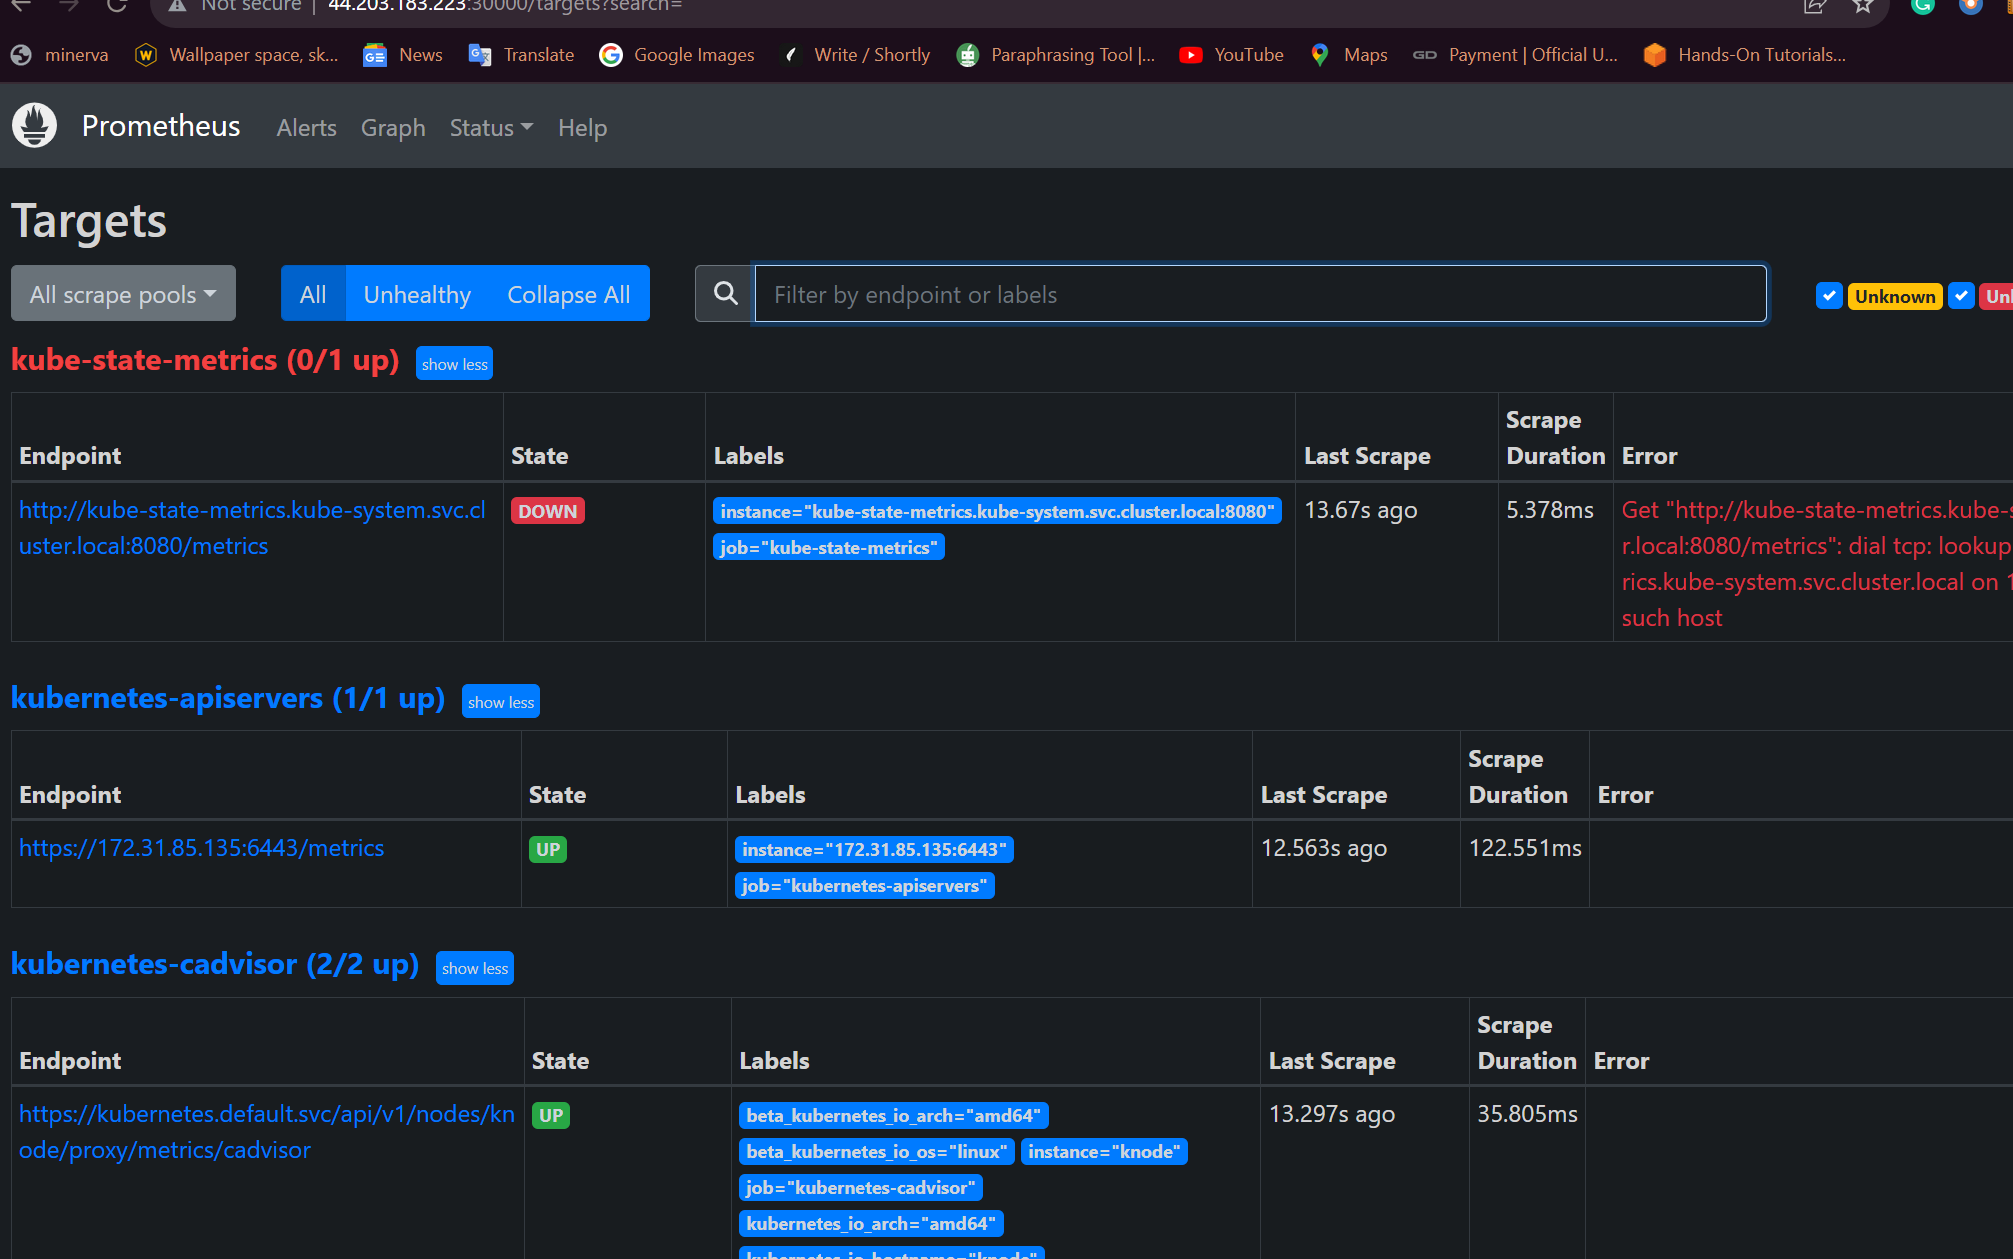 Not secure | 44.203.183.223:30000/targets?search=
minerva Wallpaper space, sk... News Translate Google Images Write / Shortly Paraphrasing Tool |... YouTube Maps GD Payment | Official U... Hands-On Tutorials...
Prometheus Alerts Graph Status Help
Targets
All scrape pools All Unhealthy Collapse All Filter by endpoint or labels Unknown
kube-state-metrics (0/1 up) show less
Endpoint State Labels Last Scrape Scrape Duration Error
http://kube-state-metrics.kube-system.svc.cl DOWN instance="kube-state-metrics.kube-system.svc.cluster.local:8080" 13.67s ago 5.378ms Get "http://kube-state-metrics.kube-s
uster.local:8080/metrics job="kube-state-metrics" r.local:8080/metrics": dial tcp: lookup
rics.kube-system.svc.cluster.local on 1
such host
kubernetes-apiservers (1/1 up) show less
Endpoint State Labels Last Scrape Scrape Duration Error
https://172.31.85.135:6443/metrics UP instance="172.31.85.135:6443" 12.563s ago 122.551ms
job="kubernetes-apiservers"
kubernetes-cadvisor (2/2 up) show less
Endpoint State Labels Last Scrape Scrape Duration Error
https://kubernetes.default.svc/api/v1/nodes/kn UP beta_kubernetes_io_arch="amd64" 13.297s ago 35.805ms
ode/proxy/metrics/cadvisor beta_kubernetes_io_os="linux" instance="knode"
job="kubernetes-cadvisor"
kubernetes_io_arch="amd64"
kubernetes_io_hostname="knode"